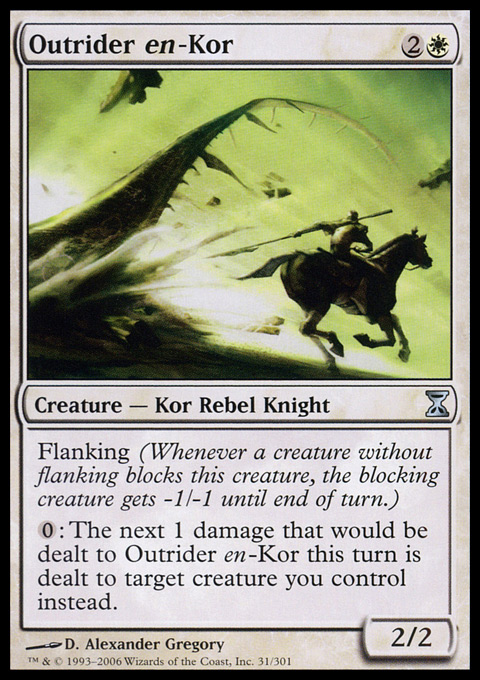 Outrider en-Kor 2
Creature — Kor Rebel Knight
Flanking (Whenever a creature without
flanking blocks this creature, the blocking
creature gets -1/-1 until end of turn.)
0: The next 1 damage that would be
dealt to Outrider en-Kor this turn is
dealt to target creature you control
instead.
D. Alexander Gregory
2/2
™ & © 1993–2006 Wizards of the Coast, Inc. 31/301